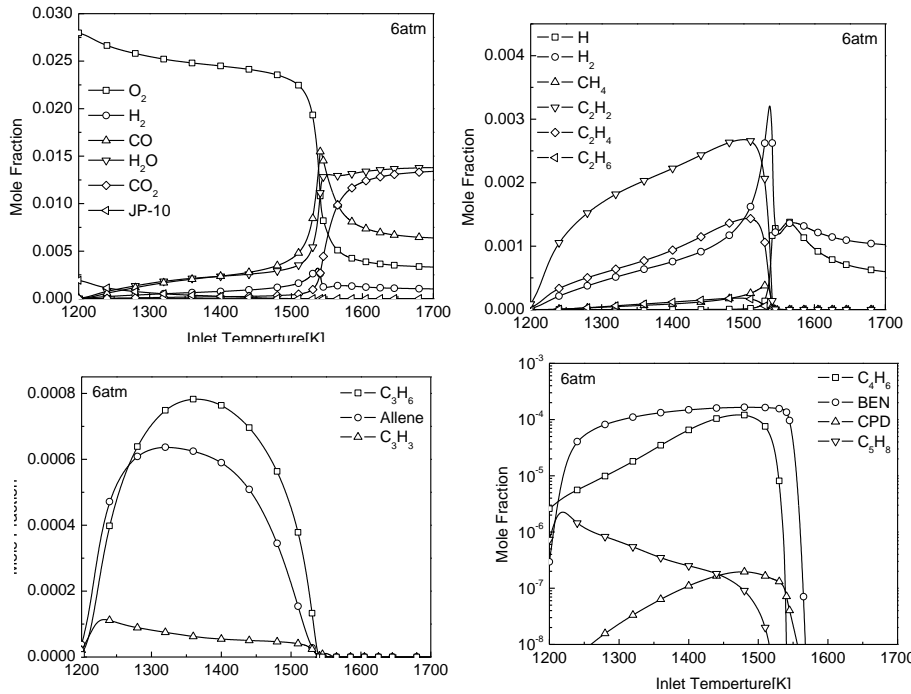 0.030
0.025
0.020
0.015
0.010
0.005
0.000
Mole Fraction
6atm
O2
H2
CO
H2O
CO2
JP-10
1200 1300 1400 1500 1600 1700
Inlet Temperture[K]
0.004
0.003
0.002
0.001
0.000
Mole Fraction
6atm
H
H2
CH4
C2H2
C2H4
C2H6
1200 1300 1400 1500 1600 1700
Inlet Temperture[K]
0.0008
0.0006
0.0004
0.0002
0.0000
6atm
C3H6
Allene
C3H3
1200 1300 1400 1500 1600 1700
10-3
10-4
10-5
10-6
10-7
10-8
Mole Fraction
6atm
C4H6
BEN
CPD
C5H8
1200 1300 1400 1500 1600 1700
Inlet Temperture[K]